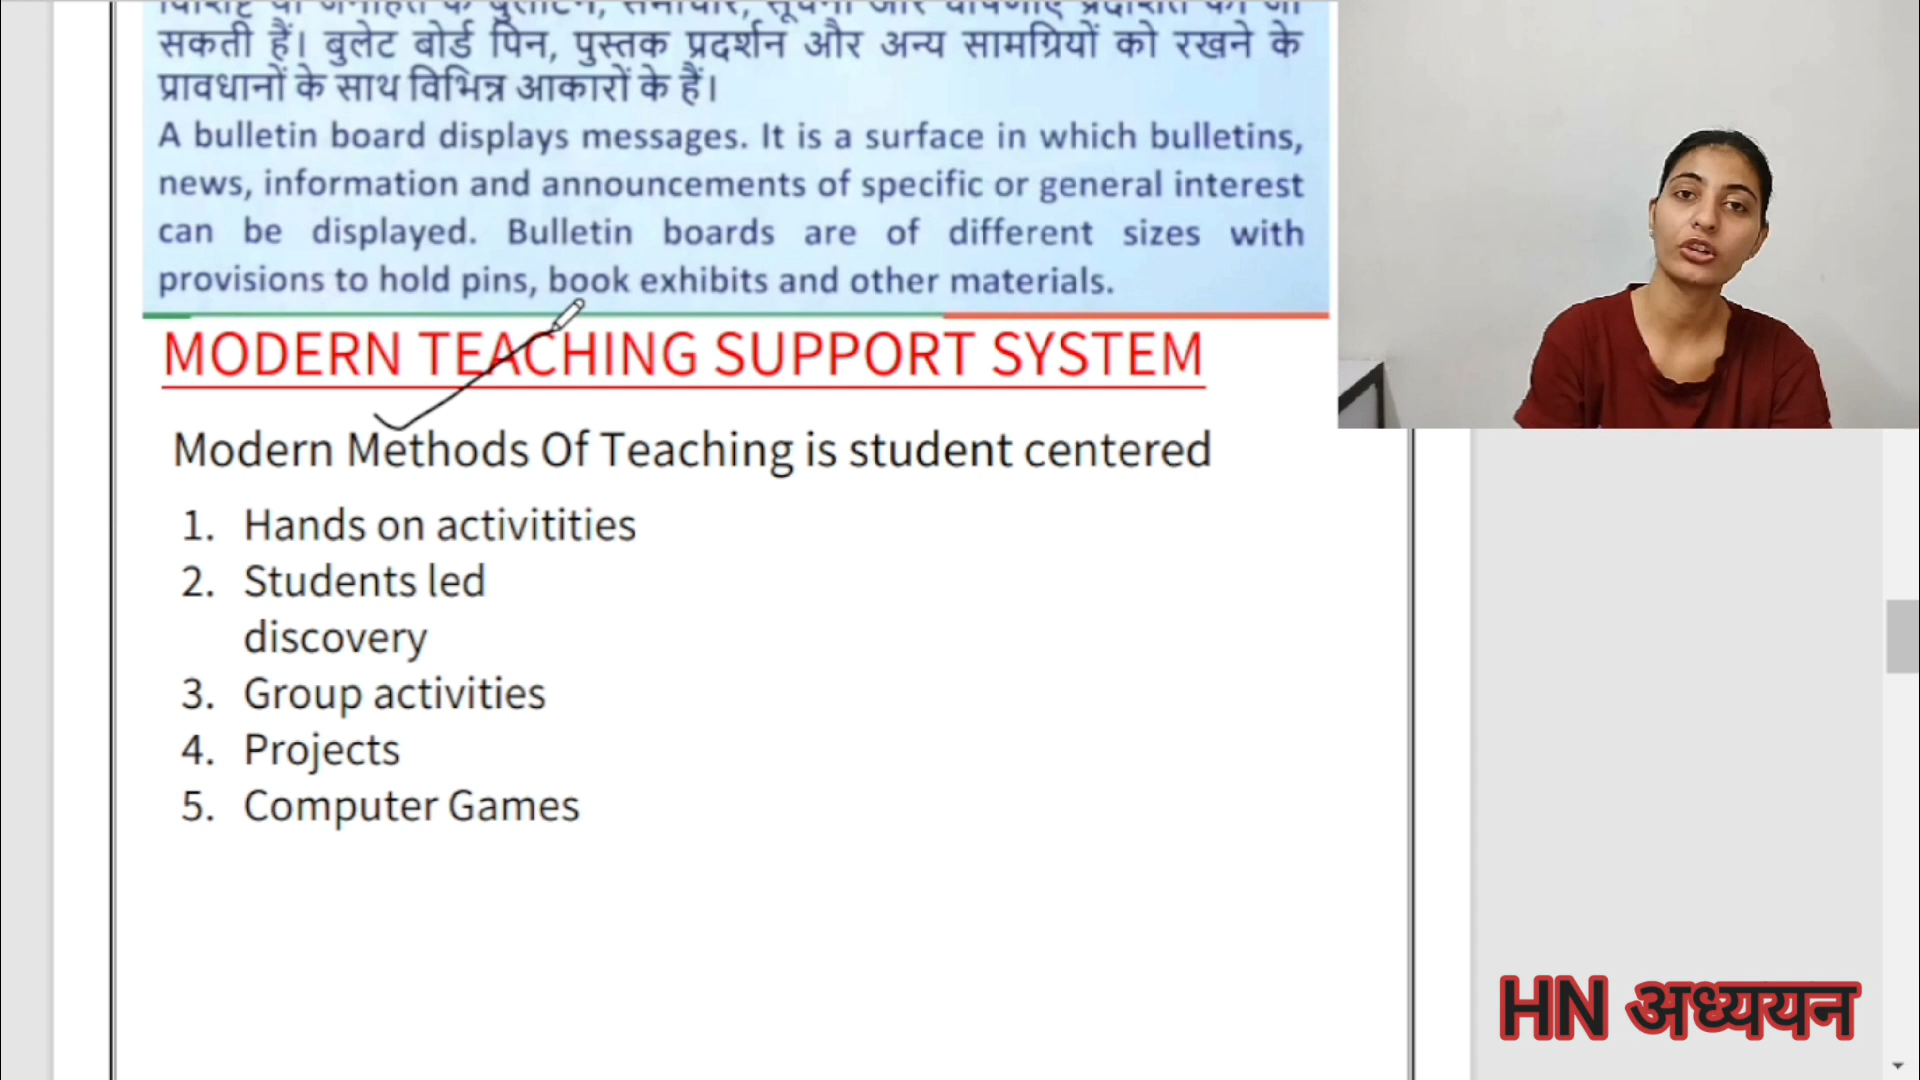 सकती हैं। बुलेट बोर्ड पिन, पुस्तक प्रदर्शन और अन्य सामग्रियों को रखने के
प्रावधानों के साथ विभिन्न आकारों के हैं।
A bulletin board displays messages. It is a surface in which bulletins,
news, information and announcements of specific or general interest
can be displayed. Bulletin boards are of different sizes with
provisions to hold pins, book exhibits and other materials.
MODERN TEACHING SUPPORT SYSTEM
Modern Methods Of Teaching is student centered
1. Hands on activitities
2. Students led
discovery
3. Group activities
4. Projects
5. Computer Games
HN अध्ययन